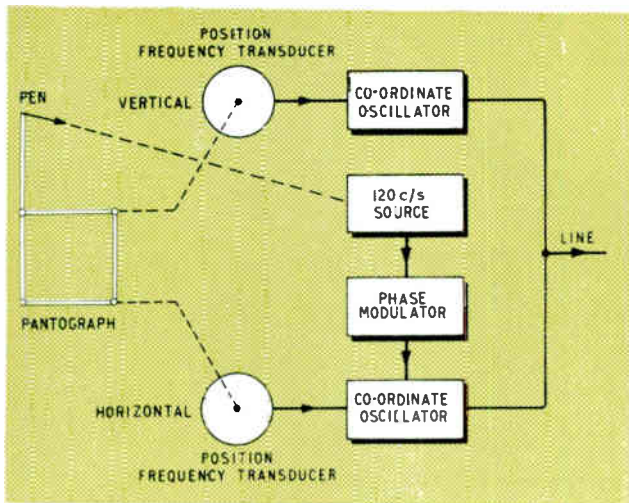 POSITION
FREQUENCY TRANSDUCER
PEN
VERTICAL
CO-ORDINATE
OSCILLATOR
120 c/s
SOURCE
LINE
PHASE
MODULATOR
PANTOGRAPH
HORIZONTAL
CO-ORDINATE
OSCILLATOR
POSITION
FREQUENCY TRANSDUCER